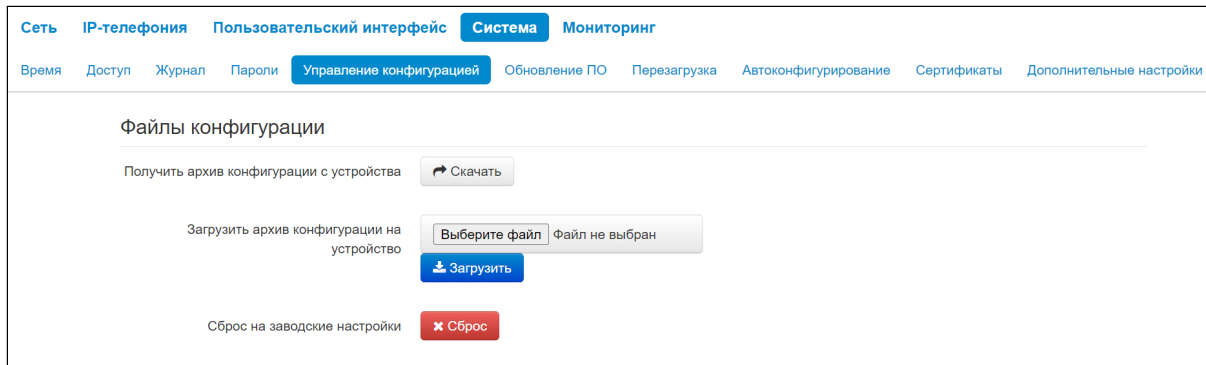 Сеть IP-телефония Пользовательский интерфейс Система Мониторинг
Время Доступ Журнал Пароли Управление конфигурацией Обновление ПО Перезагрузка Автоконфигурирование Сертификаты Дополнительные настройки
Файлы конфигурации
Получить архив конфигурации с устройства Скачать
Загрузить архив конфигурации на
устройство
Выберите файл Файл не выбран
Загрузить
Сброс на заводские настройки Сброс